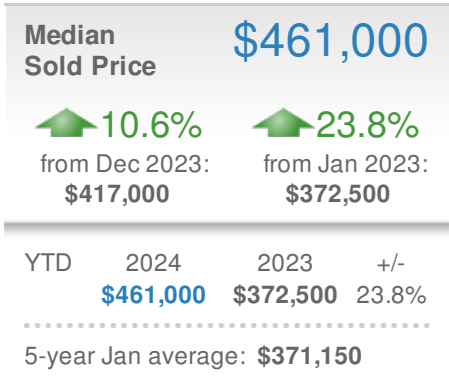 Median $461,000
Sold Price
10.6% 23.8%
from Dec 2023: from Jan 2023:
$417,000 $372,500
YTD 2024 2023 +/-
$461,000 $372,500 23.8%
5-year Jan average: $371,150